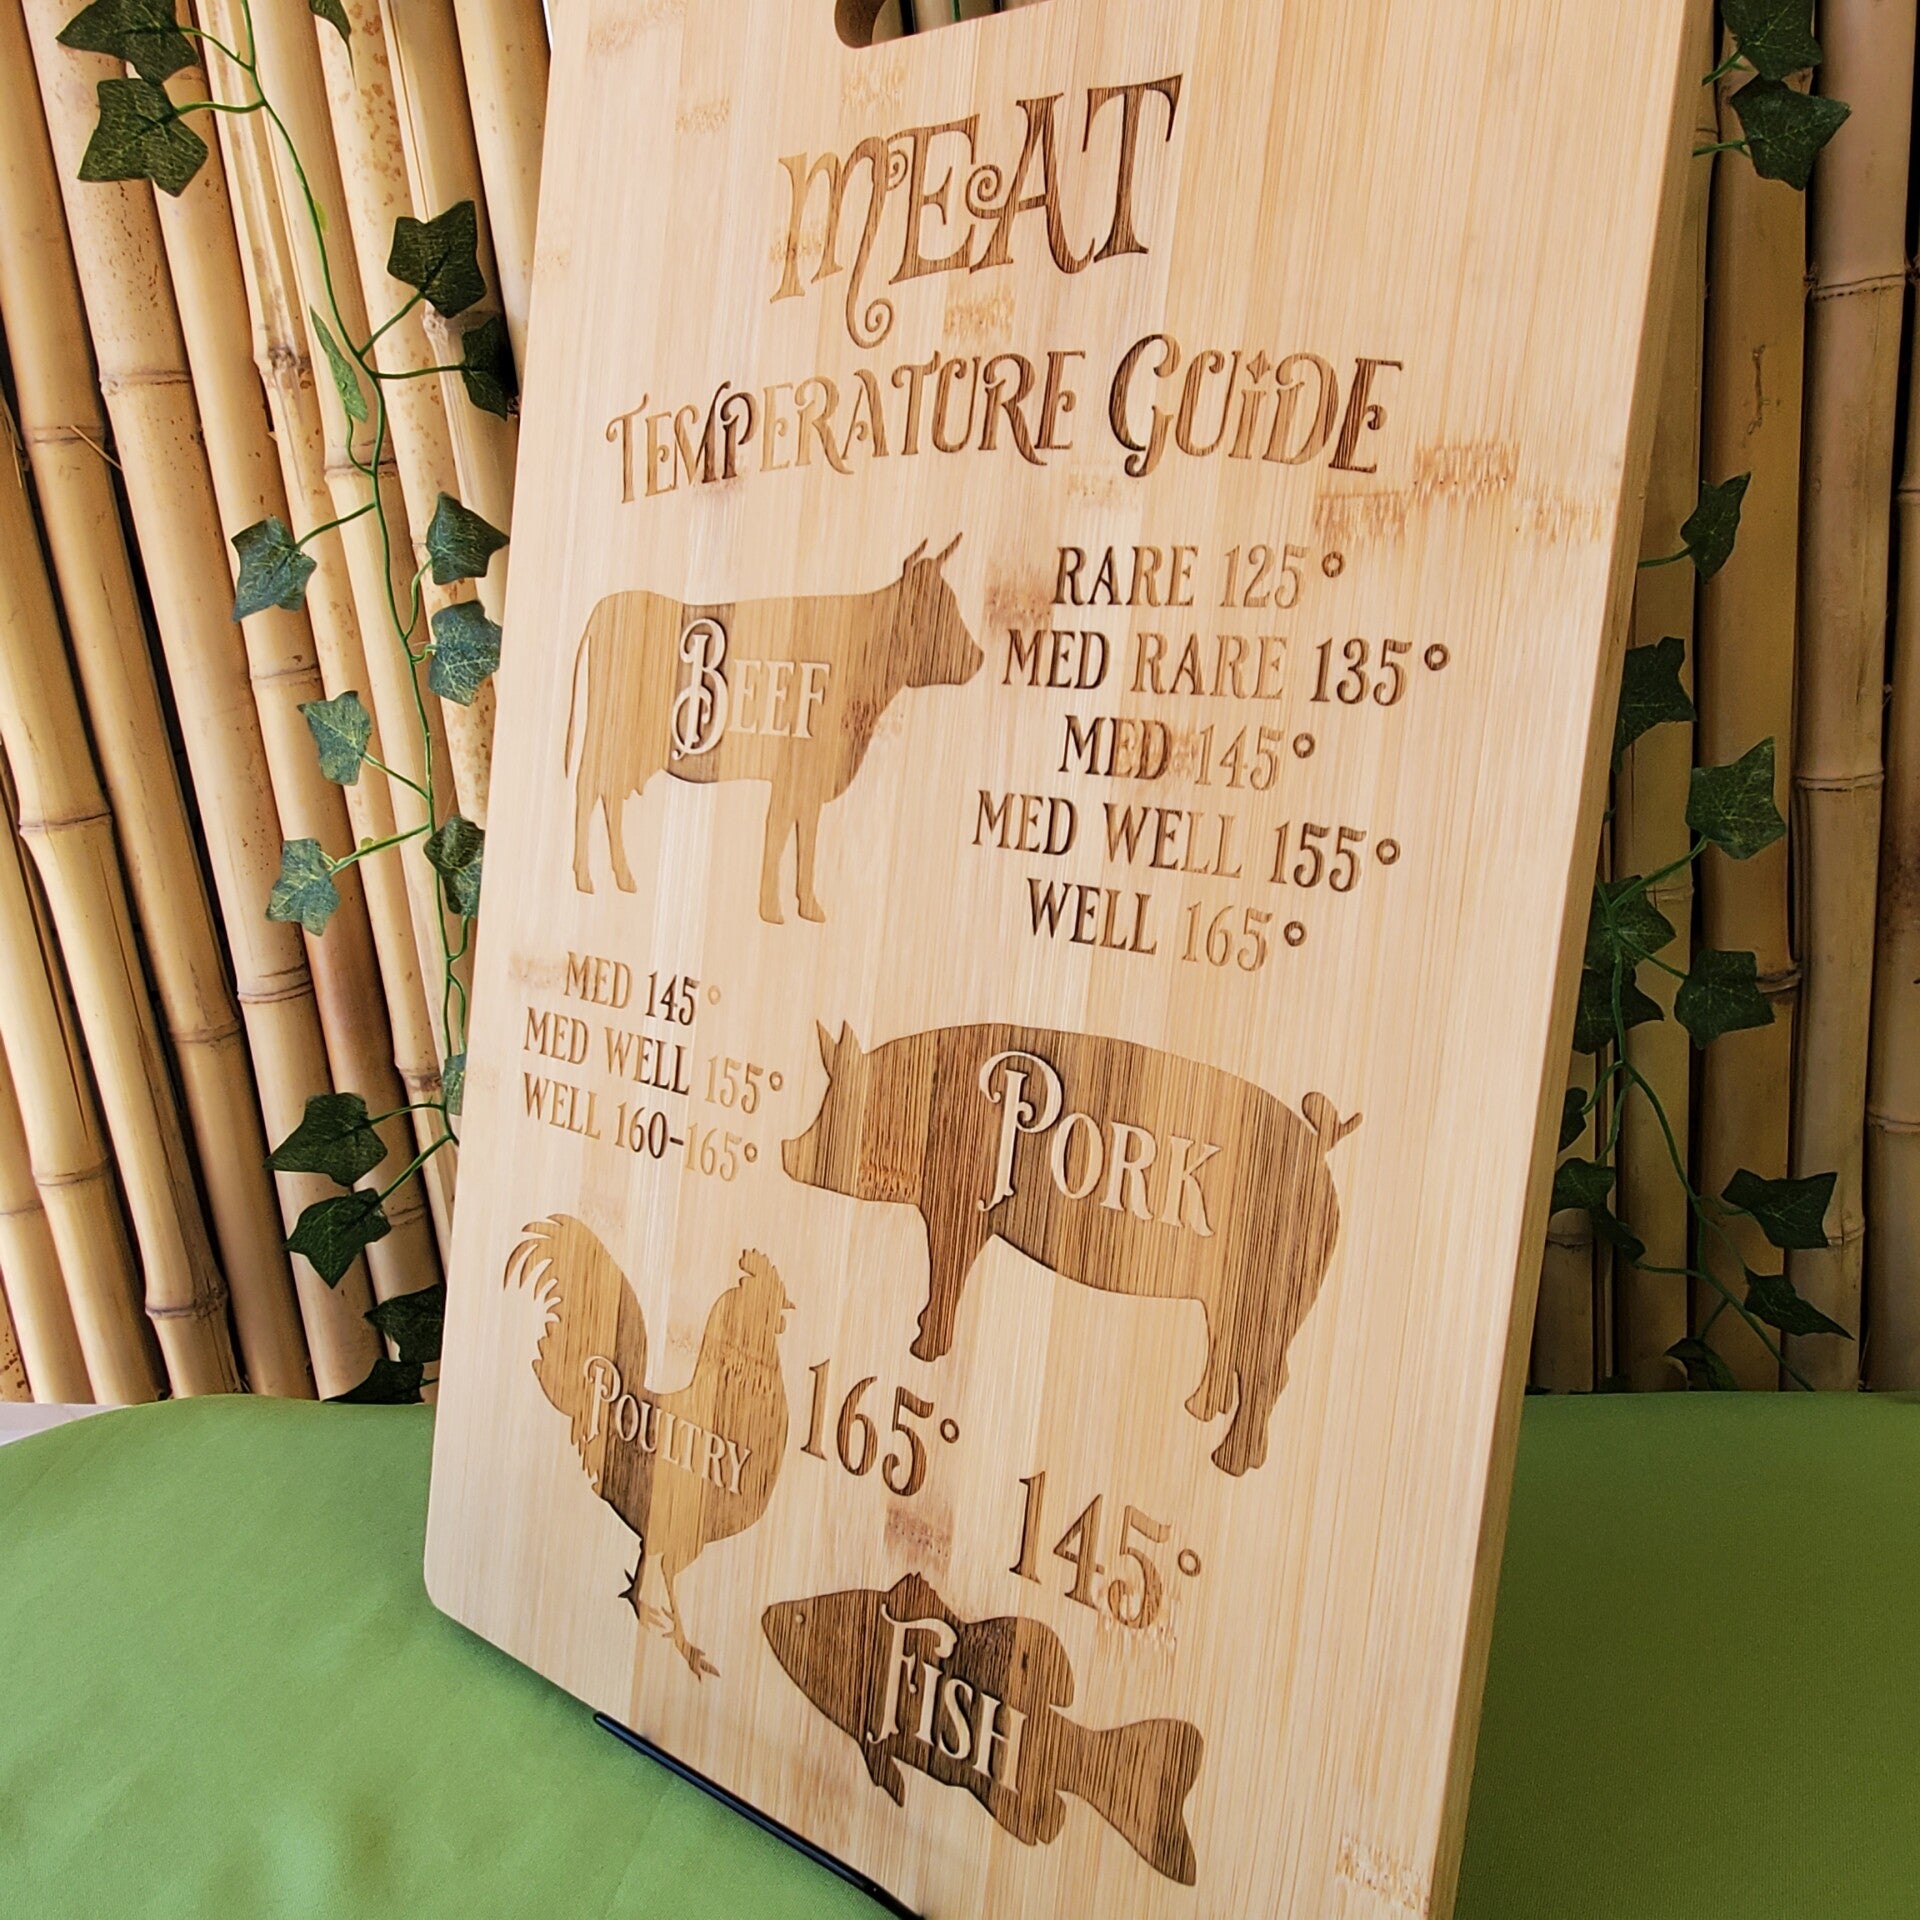 MEAT
TEMPERATURE GUIDE
BEEF
RARE 125°
MED RARE 135°
MED 145°
MED WELL 155°
WELL 165°
MED 145°
MED WELL 155°
WELL 160-165°
PORK
POULTRY
165°
145°
FISH